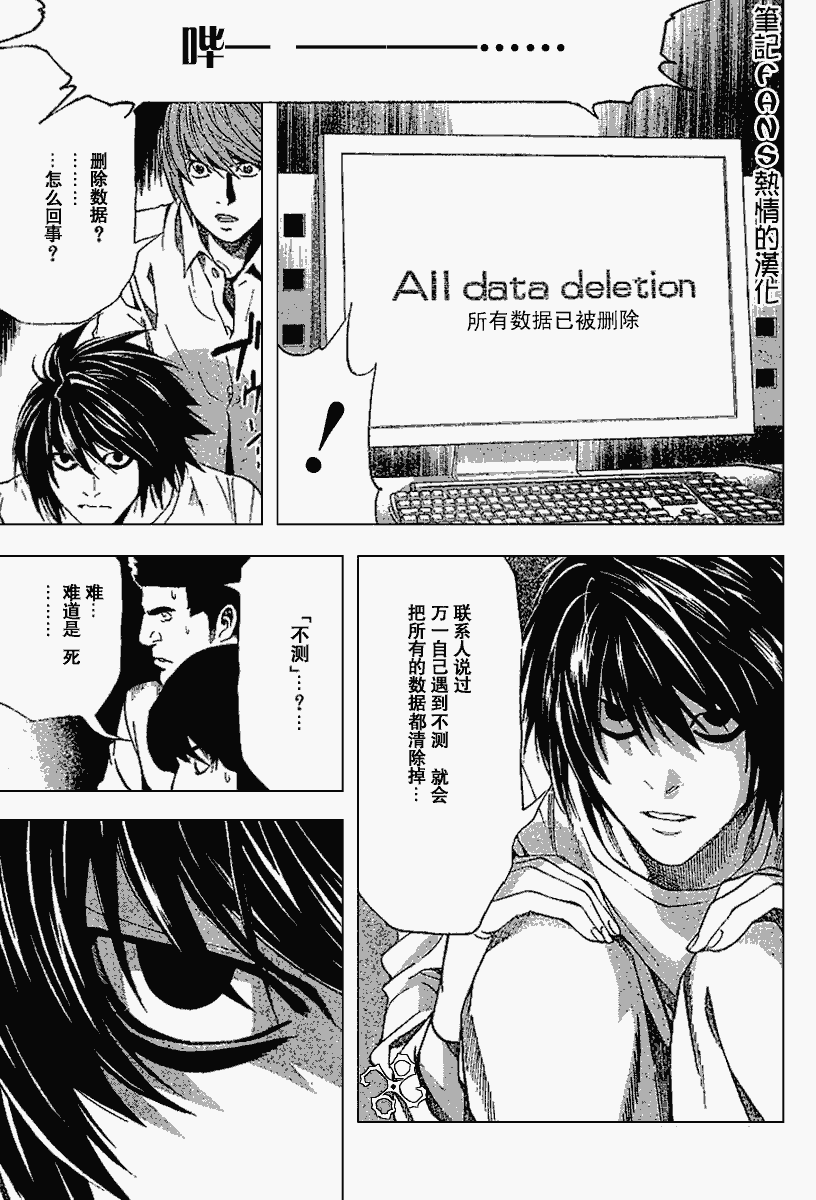 哔— ———————……
筆記FANS熱情的漢化
All data deletion
所有数据已被删除
！
删除数据？
………
…怎么回事？
联系人说过
万一自己遇到不测 就会
把所有的数据都清除掉…
「不测」…？…
难…
难道是 死
………